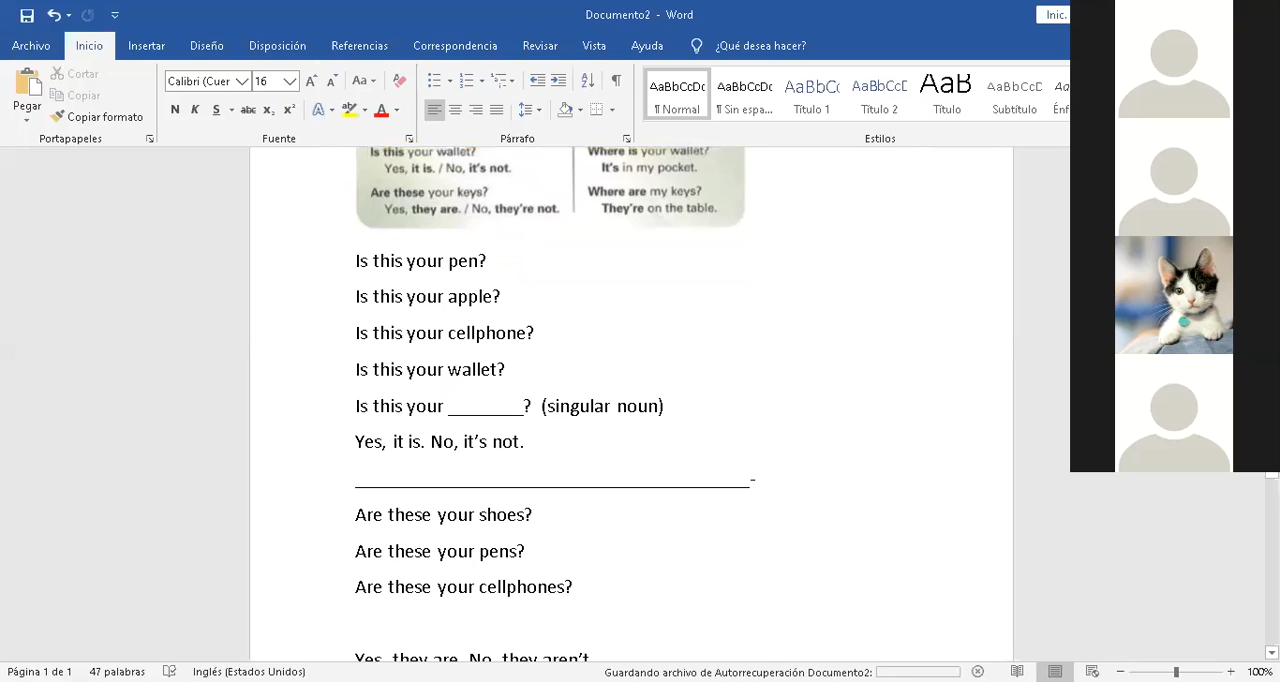 Documento2 - Word
Inic.
Archivo Inicio Insertar Diseño Disposición Referencias Correspondencia Revisar Vista Ayuda ¿Qué desea hacer?
Pegar
Cortar
Copiar
Copiar formato
Portapapeles
Calibri (Cuer 16
Aa
N K S abc x₂ x²
Fuente
Párrafo
AaBbCcDc AaBbCcDc AaBbCc AaBbCcD AaB AaBbCcD
¶ Normal ¶ Sin espa... Título 1 Título 2 Título Subtítulo Énf
Estilos
Is this your wallet?
Yes, it is. / No, it's not.
Are these your keys?
Yes, they are. / No, they're not.
Where is your wallet?
It's in my pocket.
Where are my keys?
They're on the table.
Is this your pen?
Is this your apple?
Is this your cellphone?
Is this your wallet?
Is this your ________? (singular noun)
Yes, it is. No, it’s not.
Are these your shoes?
Are these your pens?
Are these your cellphones?
Yes, they are. No, they aren’t.
Página 1 de 1 47 palabras Inglés (Estados Unidos) Guardando archivo de Autorrecuperación Documento2: 100%